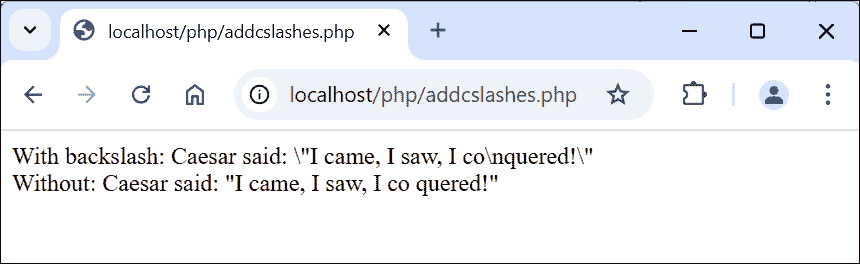 localhost/php/addcslashes.php
localhost/php/addcslashes.php
With backslash: Caesar said: \"I came, I saw, I co\nquered!\"
Without: Caesar said: "I came, I saw, I co quered!"